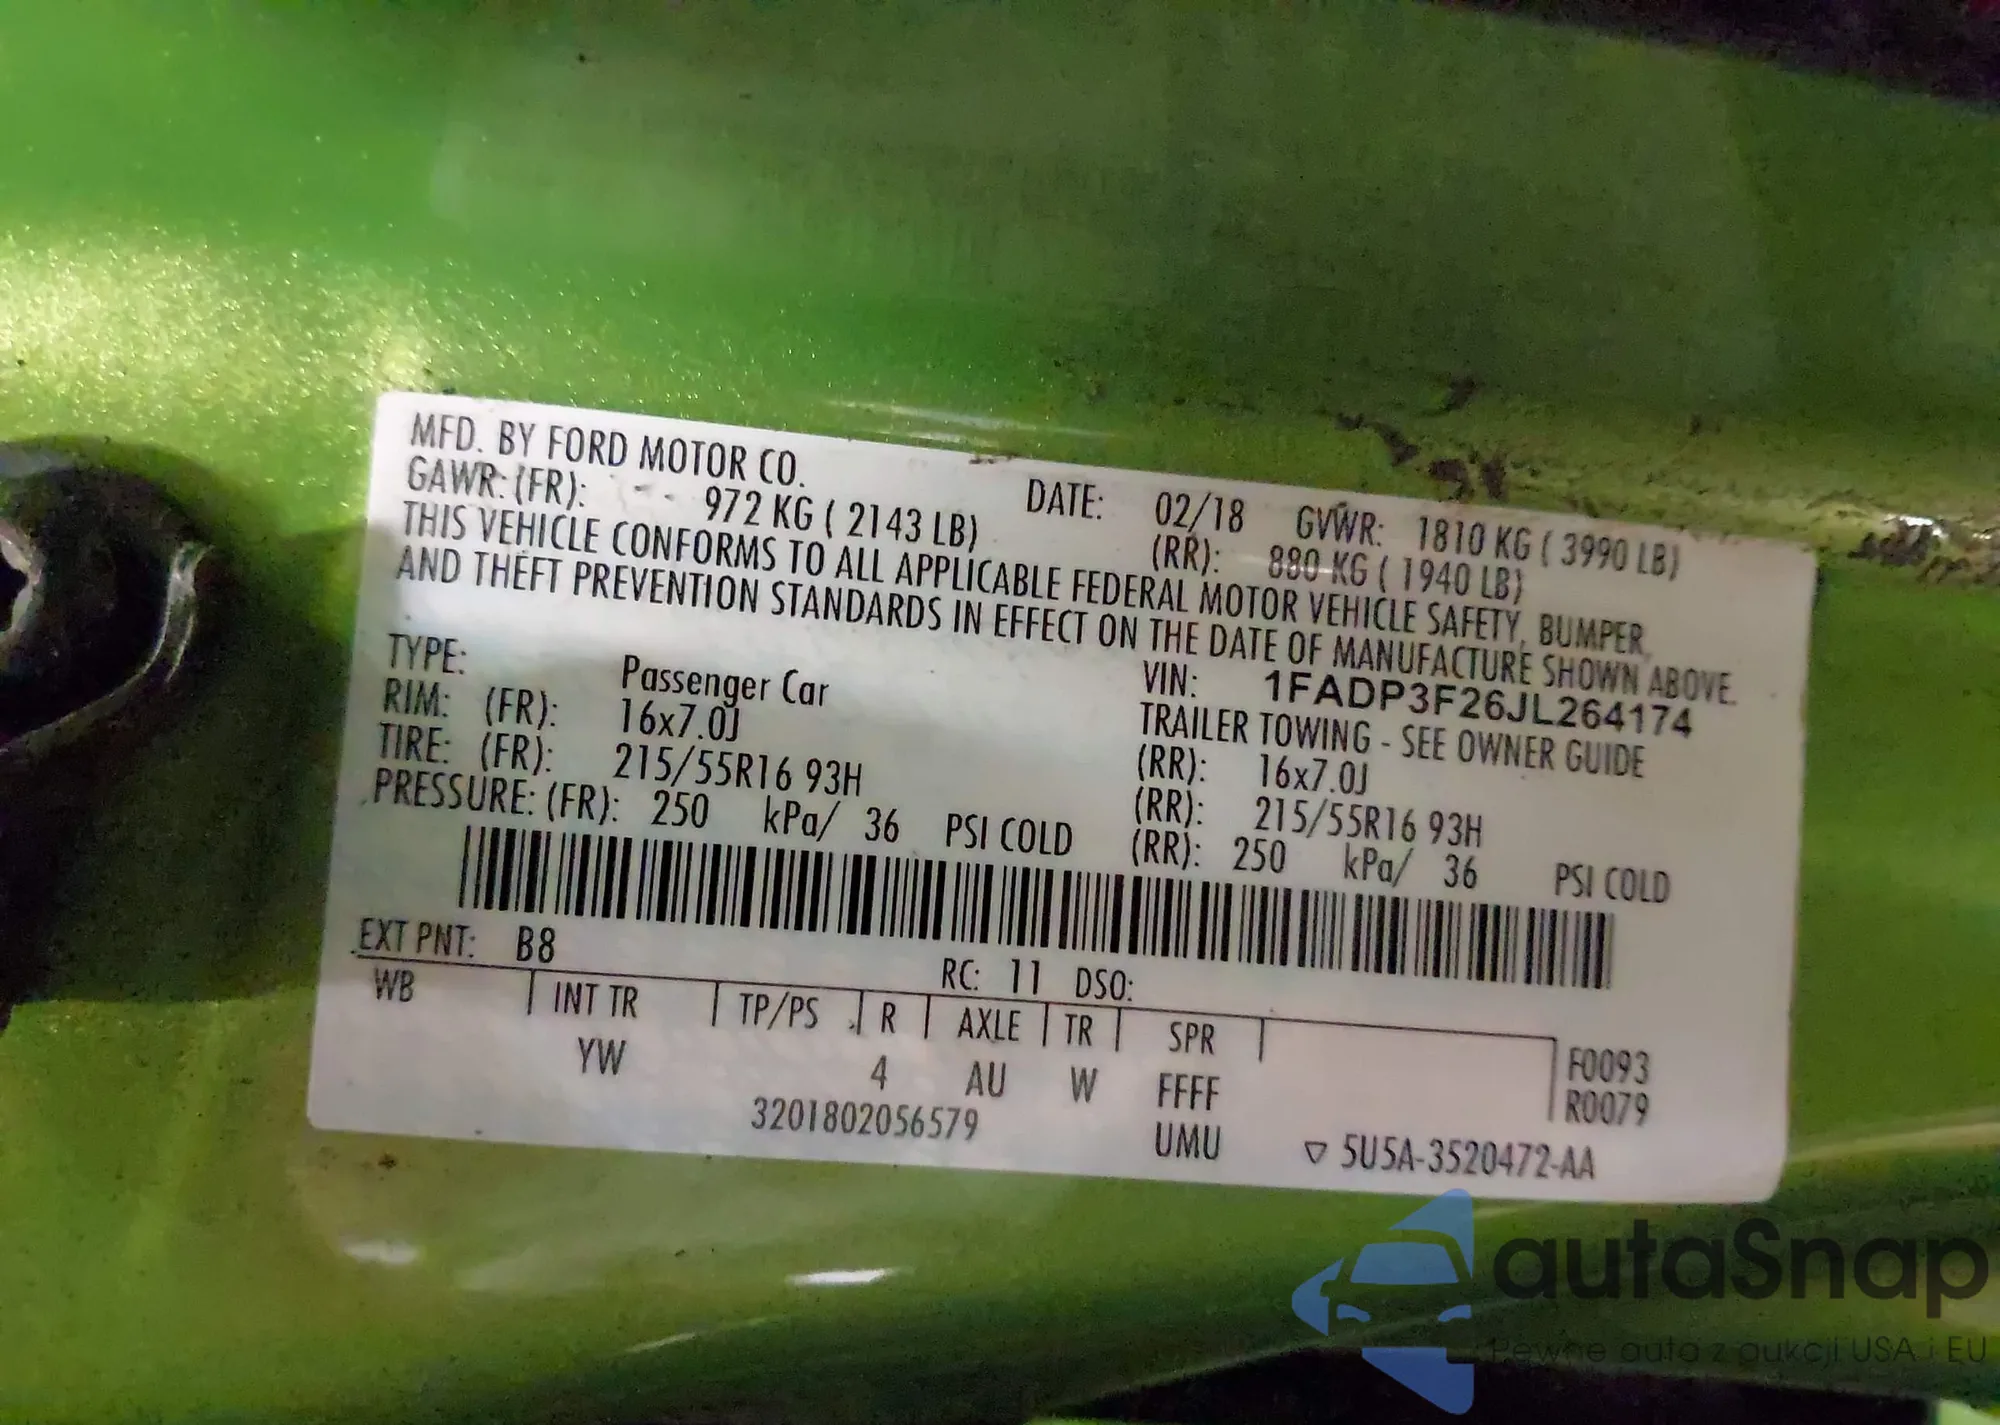 MFD. BY FORD MOTOR CO. DATE: 02/18 GVWR: 1810 KG ( 3990 LB)
GAWR: (FR): 972 KG ( 2143 LB) (RR): 880 KG ( 1940 LB)
THIS VEHICLE CONFORMS TO ALL APPLICABLE FEDERAL MOTOR VEHICLE SAFETY, BUMPER,
AND THEFT PREVENTION STANDARDS IN EFFECT ON THE DATE OF MANUFACTURE SHOWN ABOVE.
VIN: 1FADP3F26JL264174
TYPE: Passenger Car TRAILER TOWING - SEE OWNER GUIDE
RIM: (FR): 16x7.0J (RR): 16x7.0J
TIRE: (FR): 215/55R16 93H (RR): 215/55R16 93H
PRESSURE: (FR): 250 kPa/ 36 PSI COLD (RR): 250 kPa/ 36 PSI COLD
EXT PNT: B8 RC: 11 DSO:
WB INT TR TP/PS R AXLE TR SPR F0093
YW 4 AU W FFFF R0079
3201802056579 UMU ▽ 5U5A-3520472-AA
autaSnap
Pewne auta z aukcji USA i EU